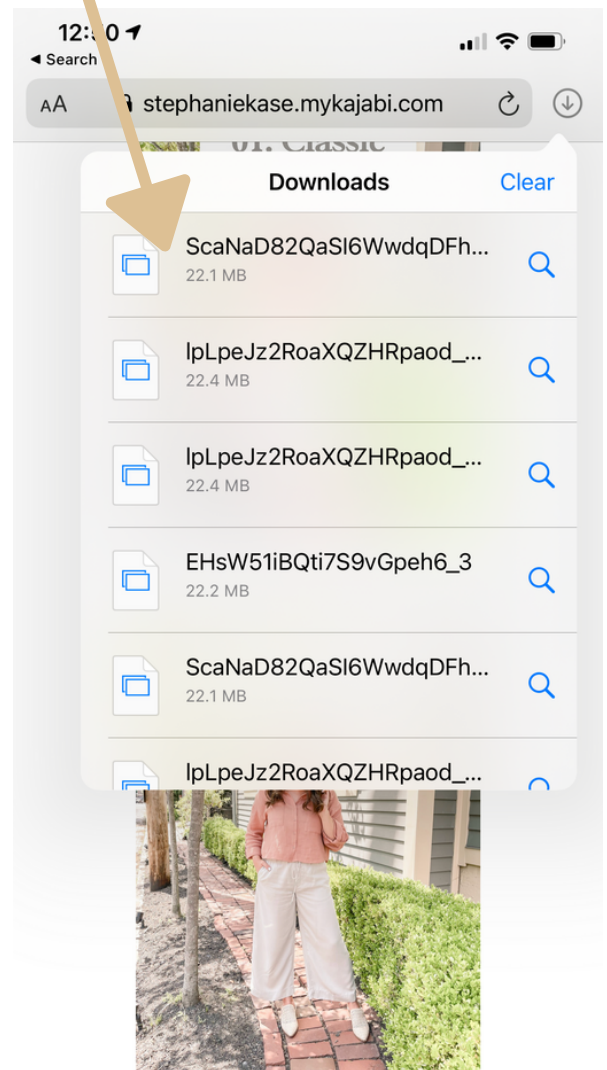 ◀ Search
AA stephaniekase.mykajabi.com
01. Classic
Downloads Clear
ScaNaD82QaSl6WwdqDFh...
22.1 MB
lpLpeJz2RoaXQZHRpaod_...
22.4 MB
lpLpeJz2RoaXQZHRpaod_...
22.4 MB
EHsW51iBQti7S9vGpeh6_3
22.2 MB
ScaNaD82QaSl6WwdqDFh...
22.1 MB
lpLpeJz2RoaXQZHRpaod_...